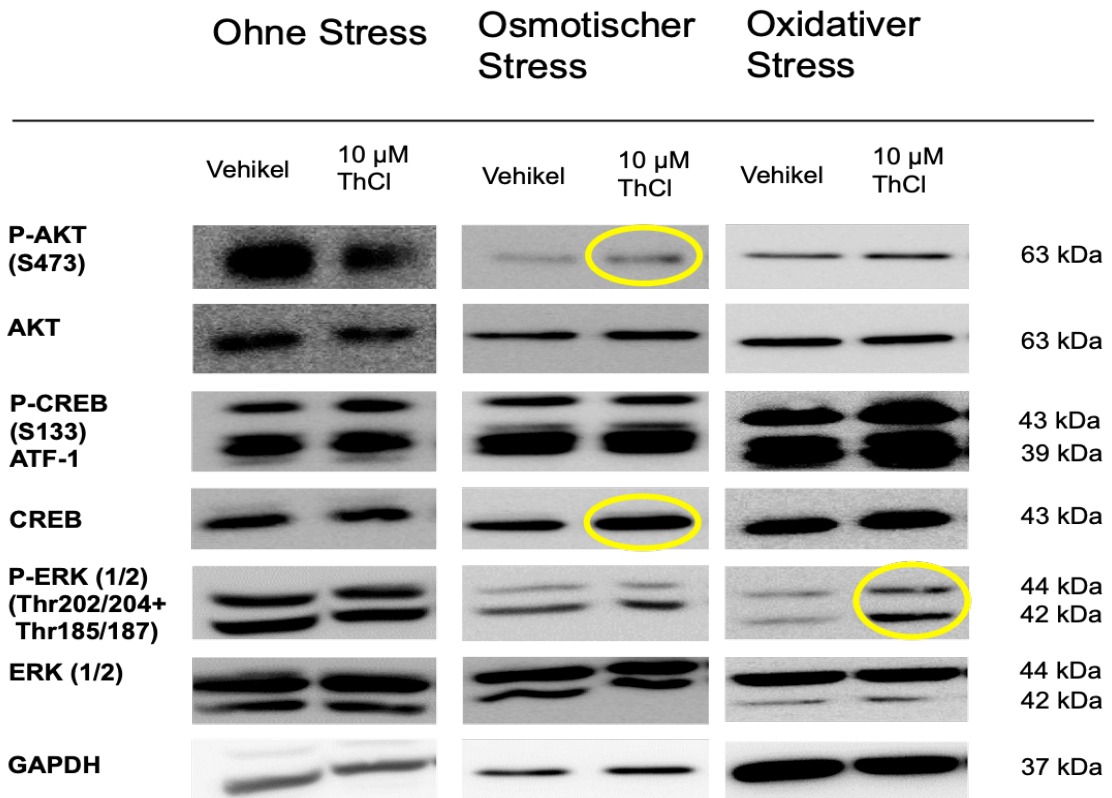 Ohne Stress
Osmotischer
Stress
Oxidativer
Stress
Vehikel
10 µM
ThCl
Vehikel
10 µM
ThCl
Vehikel
10 µM
ThCl
P-AKT
(S473)
63 kDa
AKT
63 kDa
P-CREB
(S133)
ATF-1
43 kDa
39 kDa
CREB
43 kDa
P-ERK (1/2)
(Thr202/204+
Thr185/187)
44 kDa
42 kDa
ERK (1/2)
44 kDa
42 kDa
GAPDH
37 kDa